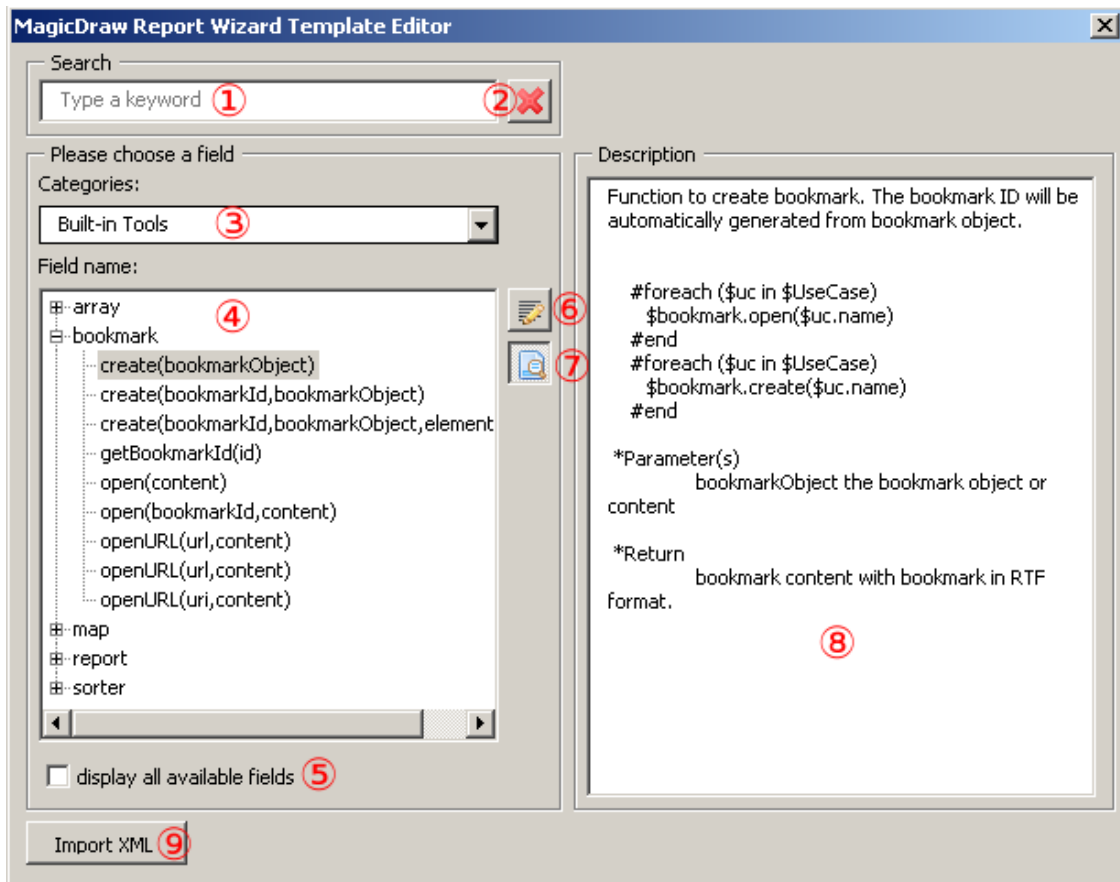 MagicDraw Report Wizard Template Editor
Search
Type a keyword ① ②
Please choose a field
Categories:
Built-in Tools ③
Field name:
array ④
bookmark
create(bookmarkObject)
create(bookmarkId,bookmarkObject)
create(bookmarkId,bookmarkObject,element
getBookmarkId(id)
open(content)
open(bookmarkId,content)
openURL(url,content)
openURL(url,content)
openURL(uri,content)
map
report
sorter
⑥
⑦
display all available fields ⑤
Description
Function to create bookmark. The bookmark ID will be
automatically generated from bookmark object.
#foreach ($uc in $UseCase)
$bookmark.open($uc.name)
#end
#foreach ($uc in $UseCase)
$bookmark.create($uc.name)
#end
*Parameter(s)
bookmarkObject the bookmark object or
content
*Return
bookmark content with bookmark in RTF
format.
⑧
Import XML ⑨